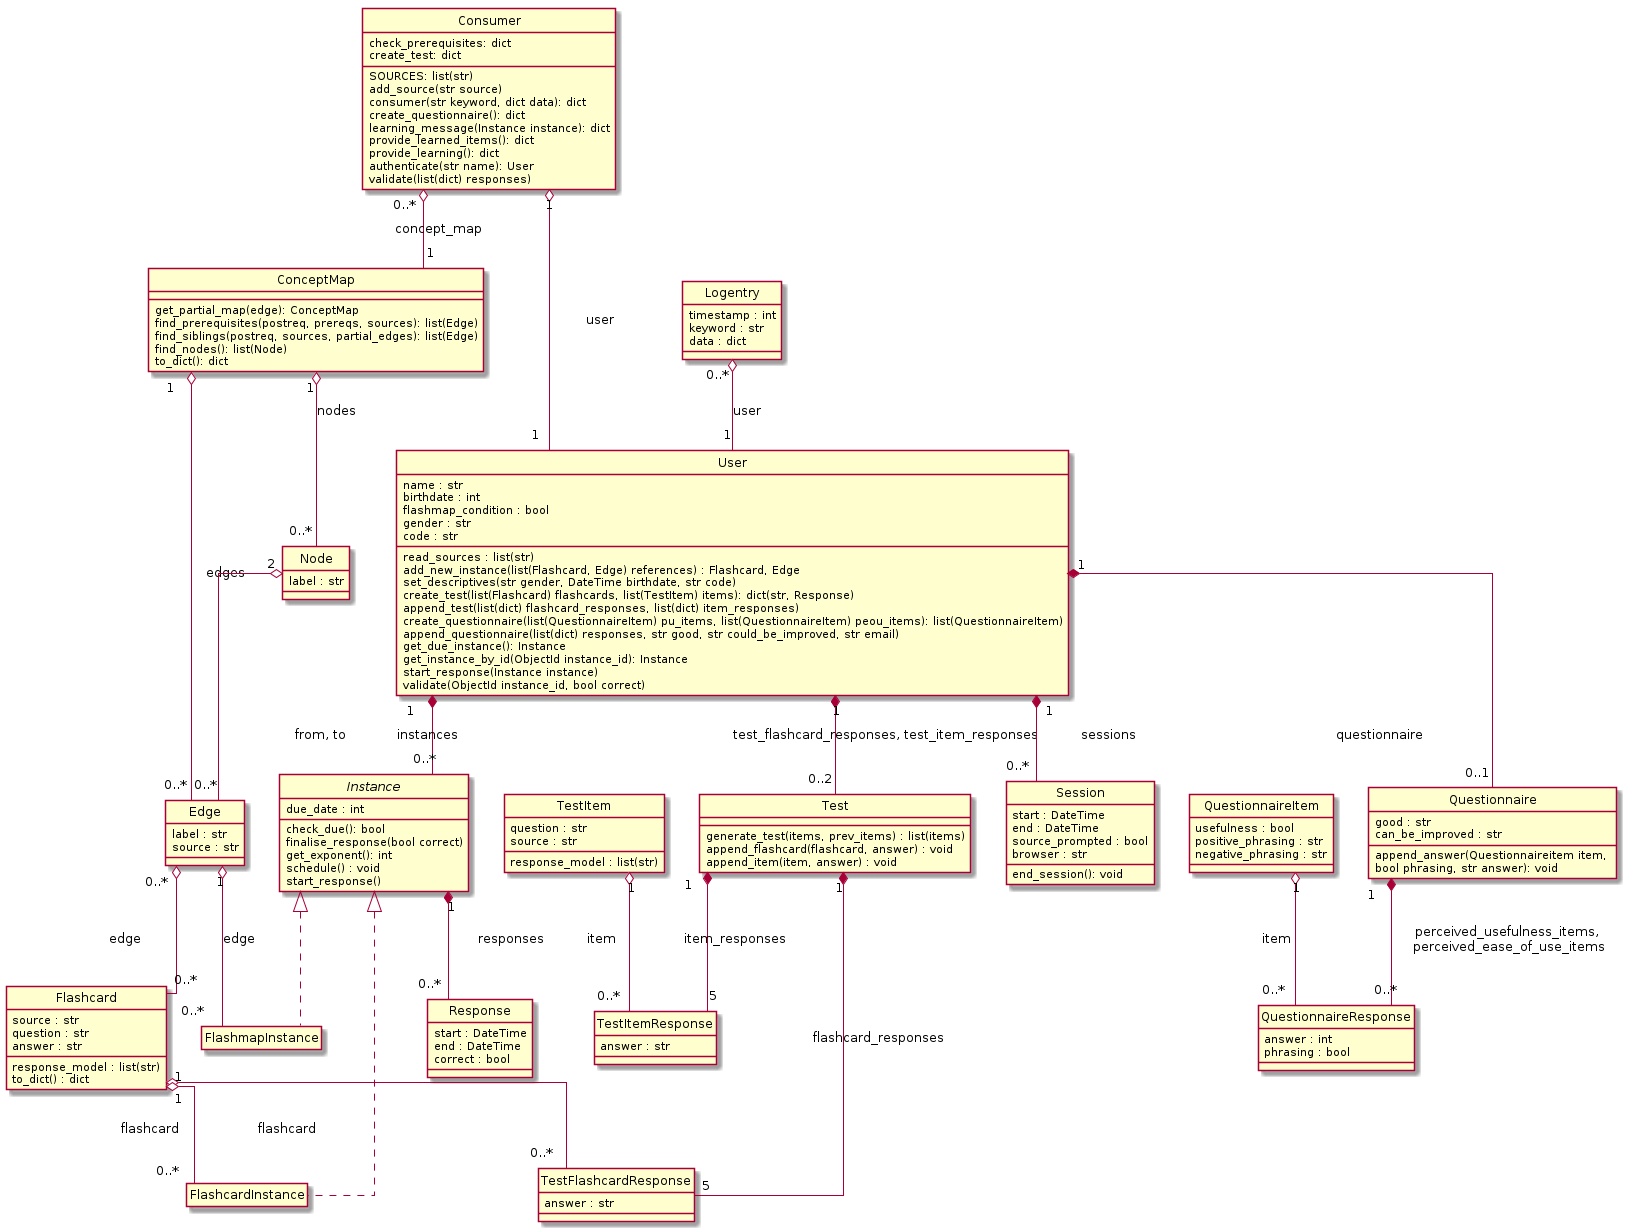 Consumer
check_prerequisites: dict
create_test: dict
SOURCES: list(str)
add_source(str source)
consumer(str keyword, dict data): dict
create_questionnaire(): dict
learning_message(Instance instance): dict
provide_learned_items(): dict
provide_learning(): dict
authenticate(str name): User
validate(list(dict) responses)
0..*
1
concept_map
1
ConceptMap
get_partial_map(edge): ConceptMap
find_prerequisites(postreq, prereqs, sources): list(Edge)
find_siblings(postreq, sources, partial_edges): list(Edge)
find_nodes(): list(Node)
to_dict(): dict
user
Logentry
timestamp : int
keyword : str
data : dict
0..*
user
1
1
1
1
nodes
0..*
User
name : str
birthdate : int
flashmap_condition : bool
gender : str
code : str
read_sources : list(str)
add_new_instance(list(Flashcard, Edge) references) : Flashcard, Edge
set_descriptives(str gender, DateTime birthdate, str code)
create_test(list(Flashcard) flashcards, list(TestItem) items): dict(str, Response)
append_test(list(dict) flashcard_responses, list(dict) item_responses)
create_questionnaire(list(QuestionnaireItem) pu_items, list(QuestionnaireItem) peou_items): list(QuestionnaireItem)
append_questionnaire(list(dict) responses, str good, str could_be_improved, str email)
get_due_instance(): Instance
get_instance_by_id(ObjectId instance_id): Instance
start_response(Instance instance)
validate(ObjectId instance_id, bool correct)
Node
label : str
2
edges
1
1
1
1
from, to
instances
test_flashcard_responses, test_item_responses
sessions
questionnaire
0..*
0..*
0..*
0..2
0..*
0..1
Edge
label : str
source : str
Instance
due_date : int
check_due(): bool
finalise_response(bool correct)
get_exponent(): int
schedule() : void
start_response()
TestItem
question : str
source : str
response_model : list(str)
Test
generate_test(items, prev_items) : list(items)
append_flashcard(flashcard, answer) : void
append_item(item, answer) : void
Session
start : DateTime
end : DateTime
source_prompted : bool
browser : str
end_session(): void
QuestionnaireItem
usefulness : bool
positive_phrasing : str
negative_phrasing : str
Questionnaire
good : str
can_be_improved : str
append_answer(Questionnaireitem item,
bool phrasing, str answer): void
0..*
1
1
1
1
1
1
1
edge
edge
responses
item
item_responses
item
perceived_usefulness_items,
perceived_ease_of_use_items
0..*
0..*
0..*
0..*
5
0..*
0..*
Flashcard
source : str
question : str
answer : str
response_model : list(str)
to_dict() : dict
FlashmapInstance
Response
start : DateTime
end : DateTime
correct : bool
TestItemResponse
answer : str
flashcard_responses
QuestionnaireResponse
answer : int
phrasing : bool
1
1
flashcard
flashcard
0..*
0..*
FlashcardInstance
TestFlashcardResponse
answer : str
5